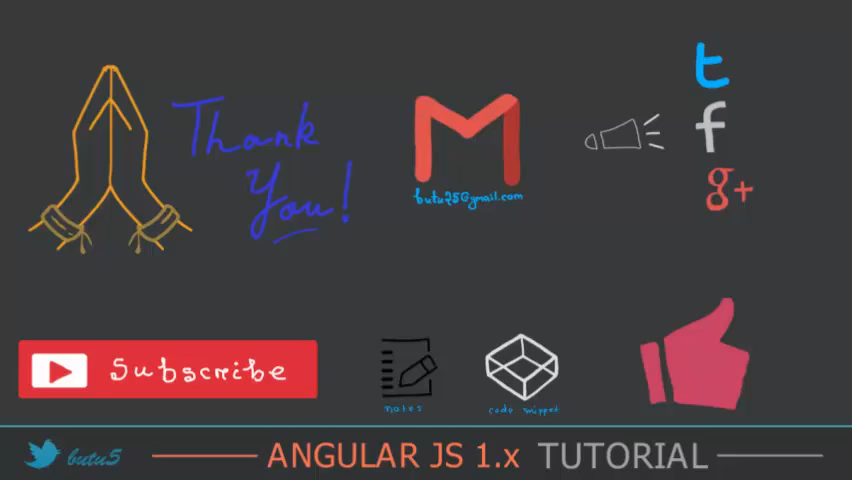 Thank
You!
butu25@gmail.com
t
f
g+
Subscribe
notes
code snippet
butu5
ANGULAR JS 1.x TUTORIAL